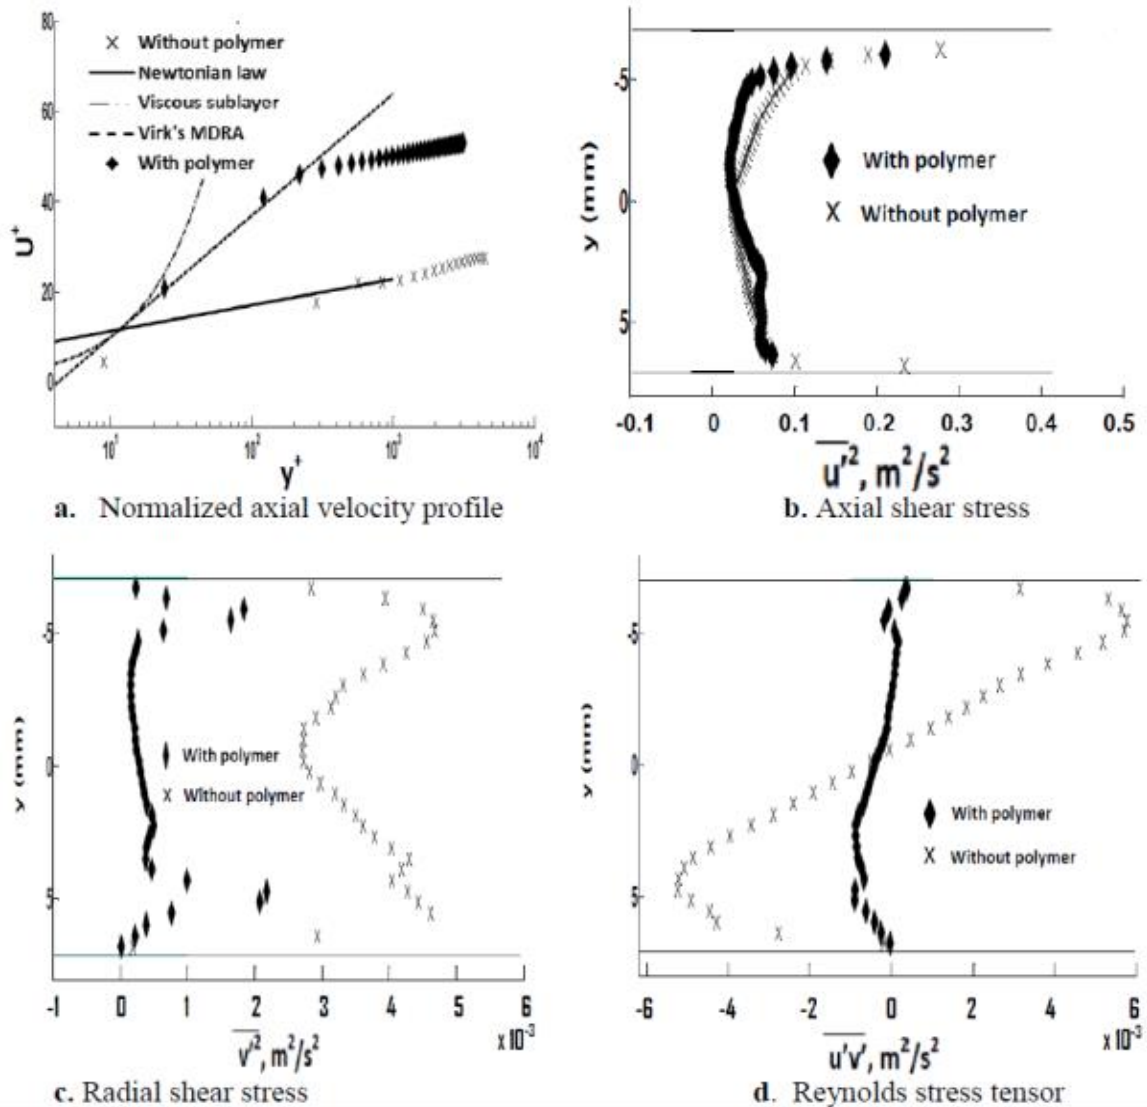 80
60
40
20
0
U⁺
× Without polymer
Newtonian law
Viscous sublayer
Virk's MDRA
With polymer
10¹ 10² 10³ 10⁴
y⁺
a. Normalized axial velocity profile
-5
0
5
y (mm)
With polymer
X Without polymer
-0.1 0 0.1 0.2 0.3 0.4 0.5
u'², m²/s²
b. Axial shear stress
-5
0
5
y (mm)
With polymer
× Without polymer
-1 0 1 2 3 4 5 6
x 10⁻³
v'², m²/s²
c. Radial shear stress
-5
0
5
y (mm)
With polymer
X Without polymer
-6 -4 -2 0 2 4 6
x 10⁻³
u'v', m²/s²
d. Reynolds stress tensor